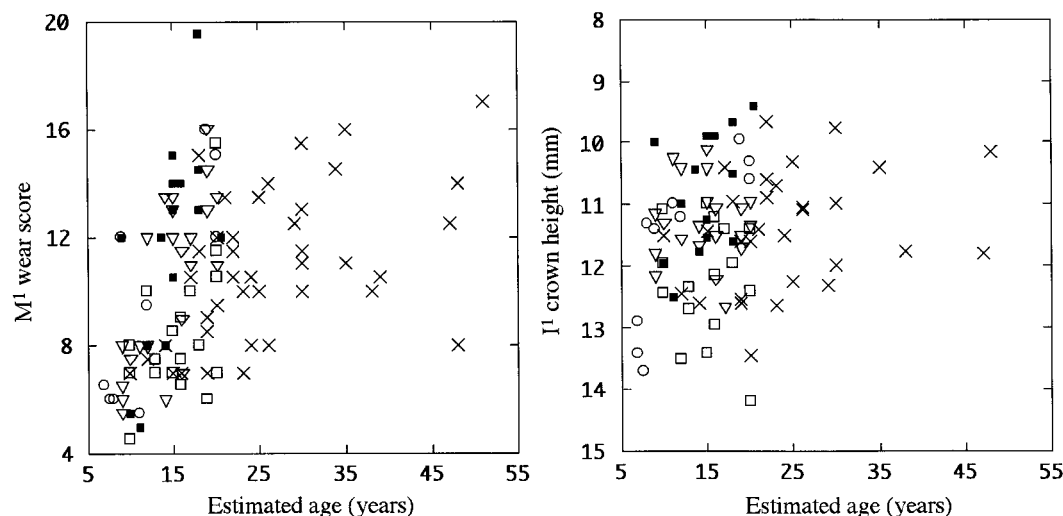 20
16
12
8
4
M¹ wear score
5 15 25 35 45 55
Estimated age (years)
8
9
10
11
12
13
14
15
I¹ crown height (mm)
5 15 25 35 45 55
Estimated age (years)